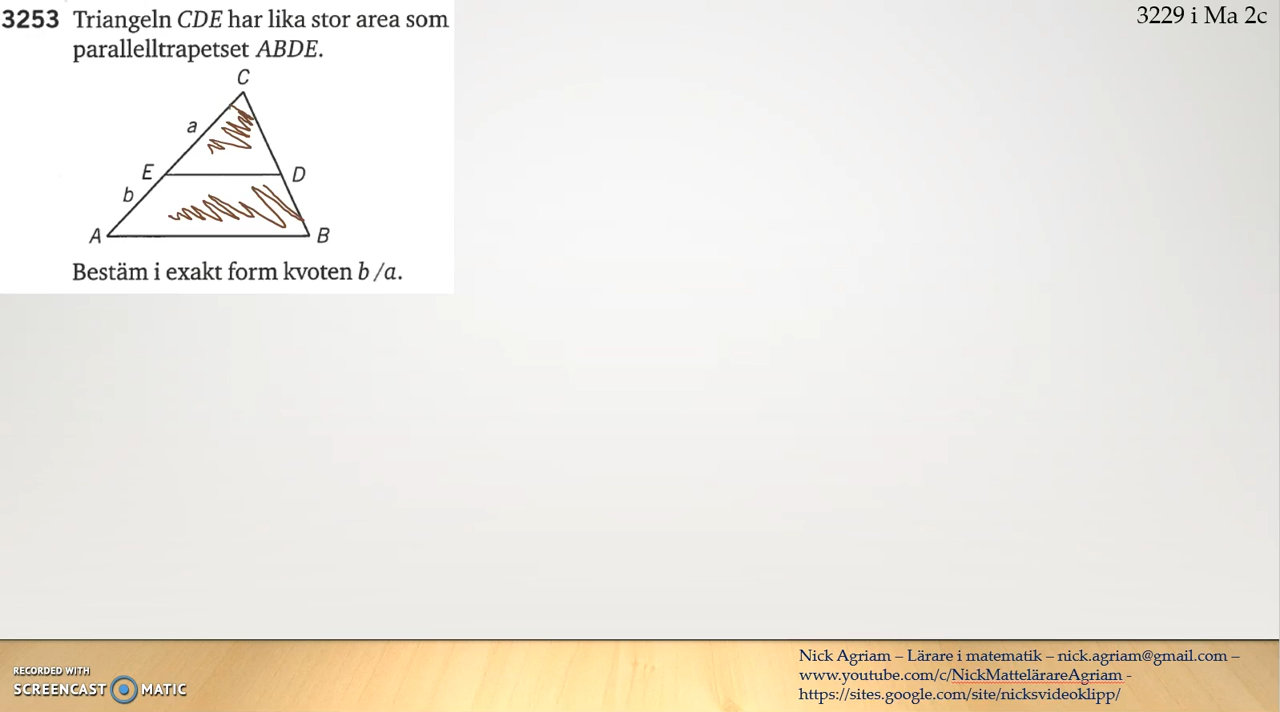 3253 Triangeln CDE har lika stor area som
parallelltrapetset ABDE.
C
a
E
D
b
A
B
Bestäm i exakt form kvoten b/a.
3229 i Ma 2c
RECORDED WITH
SCREENCAST MATIC
Nick Agriam – Lärare i matematik – nick.agriam@gmail.com –
www.youtube.com/c/NickMattelärareAgriam -
https://sites.google.com/site/nicksvideoklipp/